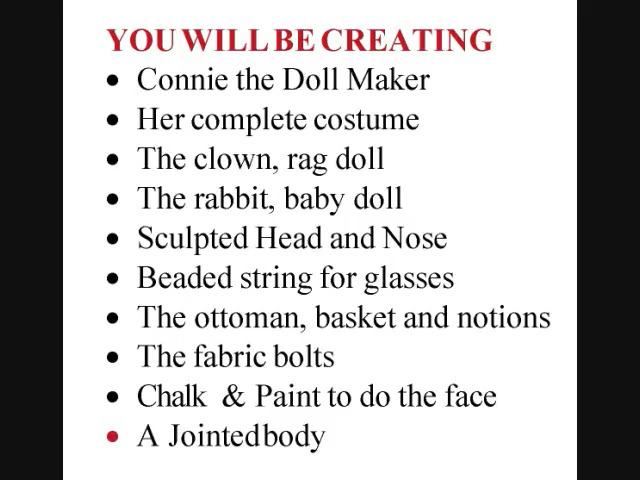 YOU WILL BE CREATING
• Connie the Doll Maker
• Her complete costume
• The clown, rag doll
• The rabbit, baby doll
• Sculpted Head and Nose
• Beaded string for glasses
• The ottoman, basket and notions
• The fabric bolts
• Chalk & Paint to do the face
• A Jointed body